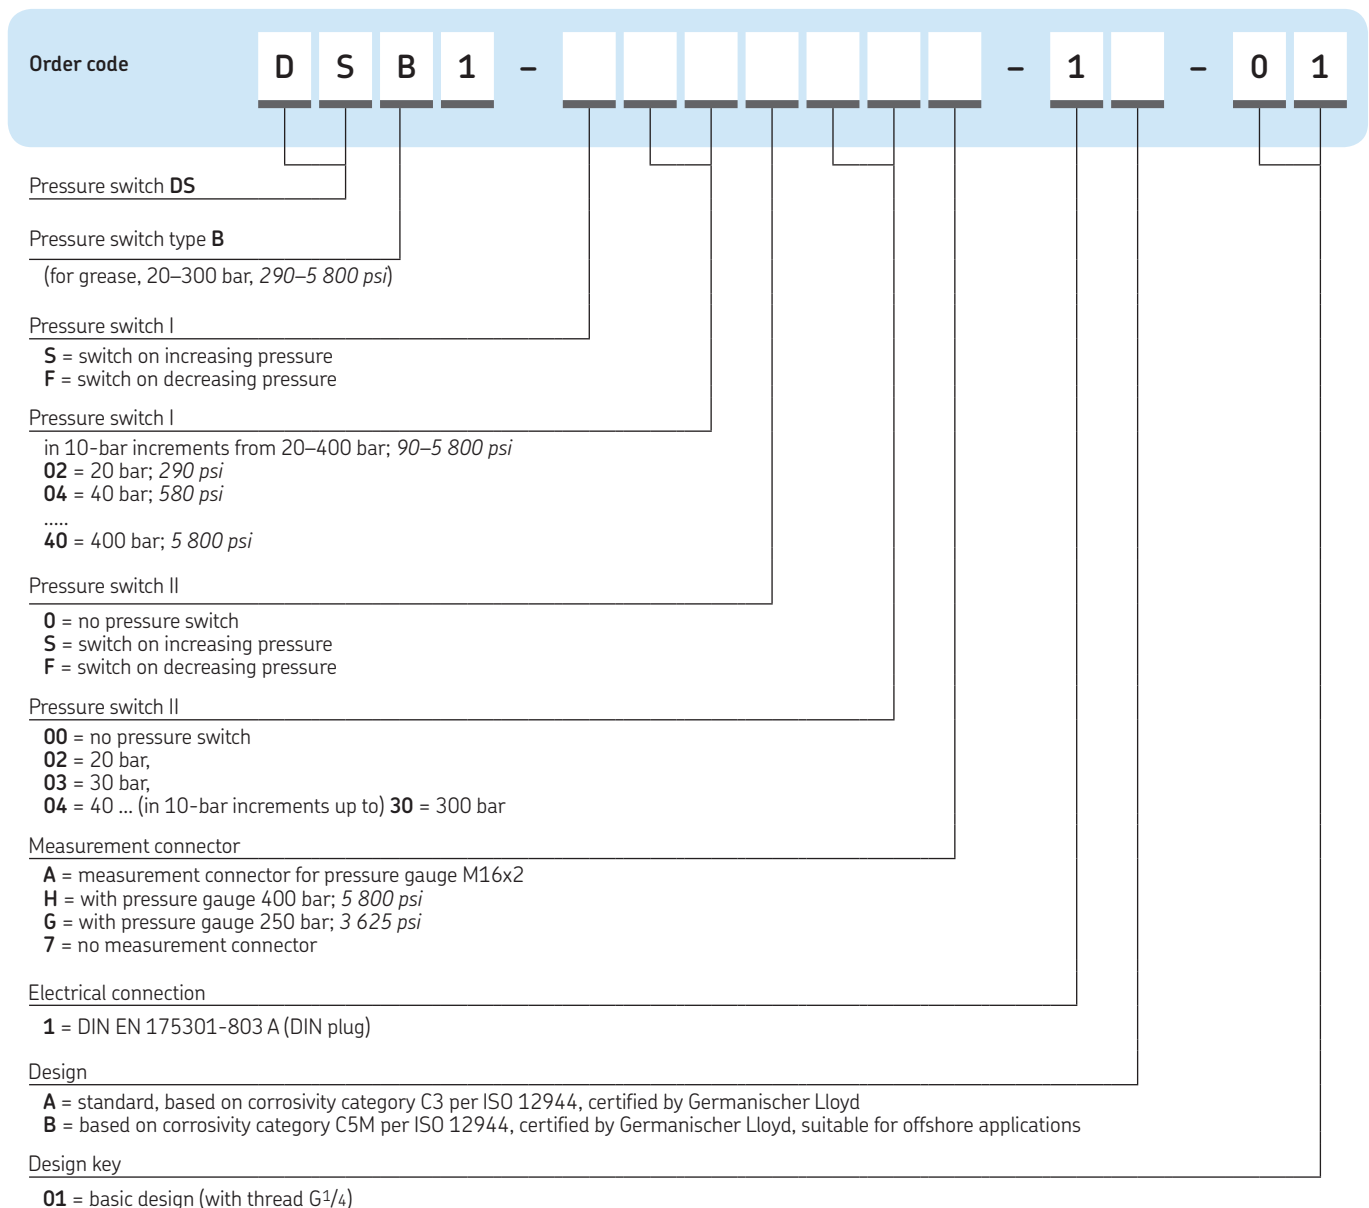 Order code D S B 1 – – 1 – 0 1
Pressure switch DS
Pressure switch type B
(for grease, 20–300 bar, 290–5 800 psi)
Pressure switch I
S = switch on increasing pressure
F = switch on decreasing pressure
Pressure switch I
in 10-bar increments from 20–400 bar; 90–5 800 psi
02 = 20 bar; 290 psi
04 = 40 bar; 580 psi
.....
40 = 400 bar; 5 800 psi
Pressure switch II
0 = no pressure switch
S = switch on increasing pressure
F = switch on decreasing pressure
Pressure switch II
00 = no pressure switch
02 = 20 bar,
03 = 30 bar,
04 = 40 ... (in 10-bar increments up to) 30 = 300 bar
Measurement connector
A = measurement connector for pressure gauge M16x2
H = with pressure gauge 400 bar; 5 800 psi
G = with pressure gauge 250 bar; 3 625 psi
7 = no measurement connector
Electrical connection
1 = DIN EN 175301-803 A (DIN plug)
Design
A = standard, based on corrosivity category C3 per ISO 12944, certified by Germanischer Lloyd
B = based on corrosivity category C5M per ISO 12944, certified by Germanischer Lloyd, suitable for offshore applications
Design key
01 = basic design (with thread G1/4)